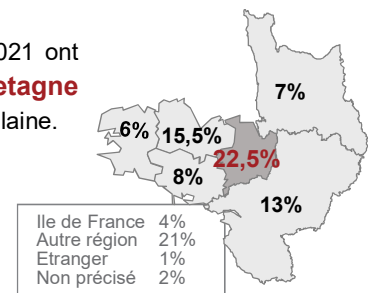 021 ont
etagne
laine.
7%
6%
15,5%
22,5%
8%
13%
Ile de France 4%
Autre région 21%
Etranger 1%
Non précisé 2%